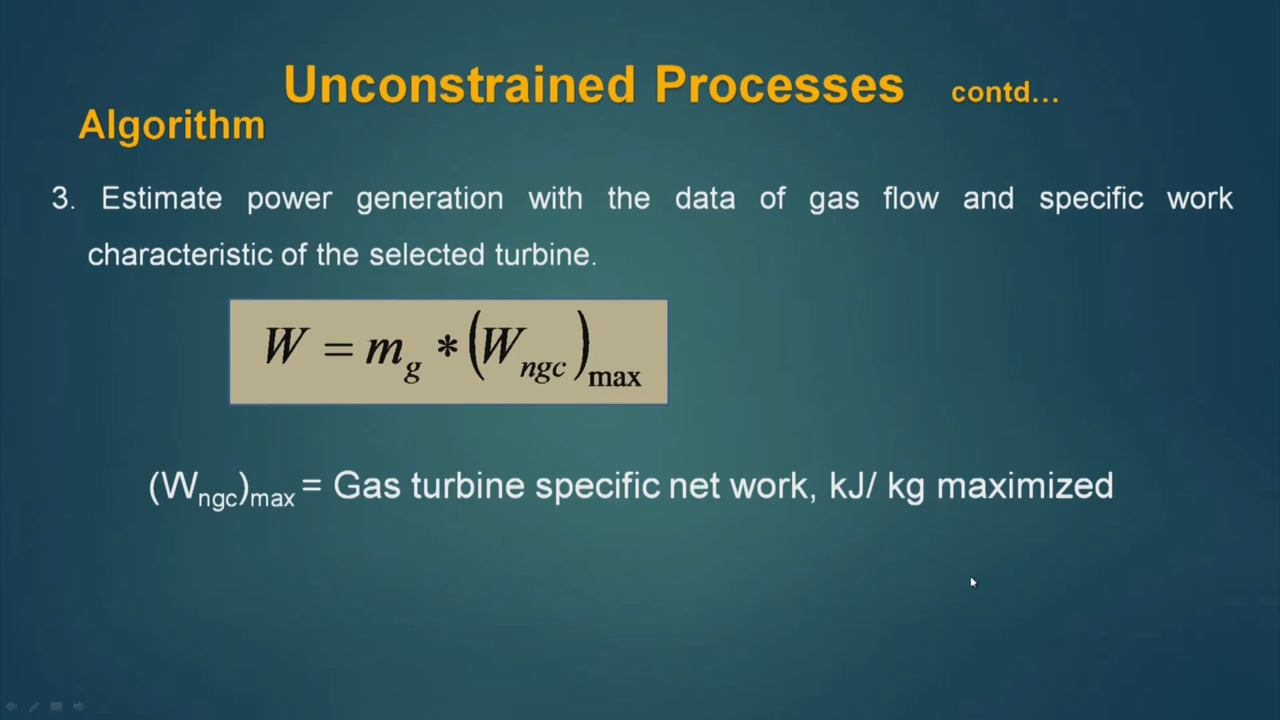 Unconstrained Processes contd...
Algorithm
3. Estimate power generation with the data of gas flow and specific work
characteristic of the selected turbine.
W = m_g * (W_ngc)_max
(W_ngc)_max = Gas turbine specific net work, kJ/ kg maximized